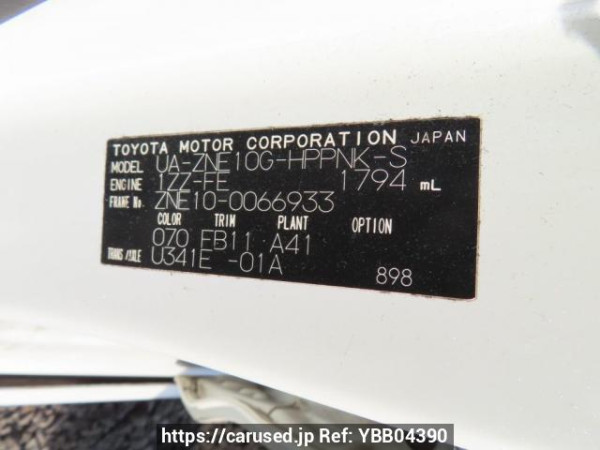 TOYOTA MOTOR CORPORATION JAPAN
MODEL UA-ZNE10G-HPPNK-S
ENGINE 1ZZ-FE 1794 mL
FRAME No. ZNE10-0066933
COLOR TRIM PLANT OPTION
070 FB11 A41
TRANS/AXLE U341E -01A
898
https://carused.jp Ref: YBB04390